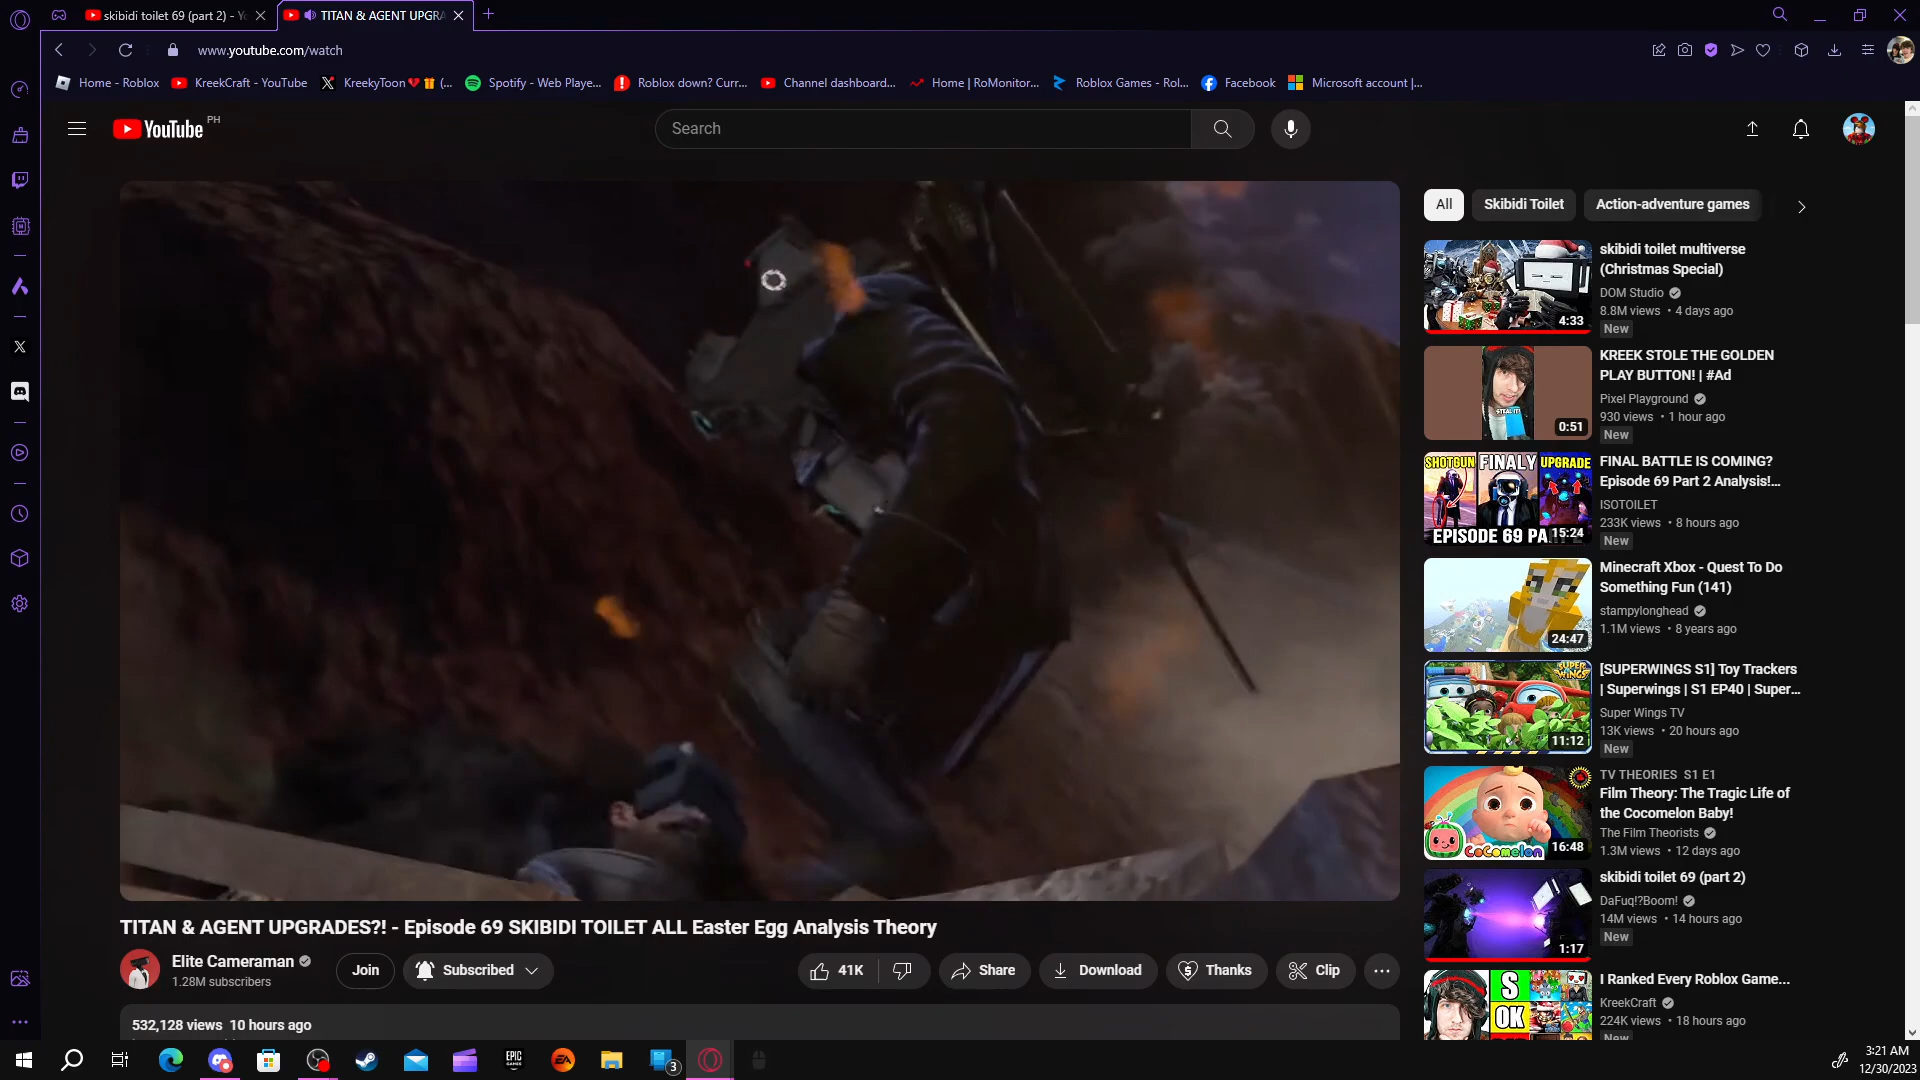 skibidi toilet 69 (part 2) - Yo
TITAN & AGENT UPGRA
www.youtube.com/watch
Home - Roblox
KreekCraft - YouTube
KreekyToon💔🎁 (...
Spotify - Web Playe...
Roblox down? Curr...
Channel dashboard...
Home | RoMonitor...
Roblox Games - Rol...
Facebook
Microsoft account |...
YouTube PH
Search
All
Skibidi Toilet
Action-adventure games
skibidi toilet multiverse
(Christmas Special)
DOM Studio
8.8M views • 4 days ago
4:33
New
KREEK STOLE THE GOLDEN
PLAY BUTTON! | #Ad
Pixel Playground
STEAL IT!
930 views • 1 hour ago
0:51
New
SHOTGUN FINALY UPGRADE
FINAL BATTLE IS COMING?
Episode 69 Part 2 Analysis!...
ISOTOILET
233K views • 8 hours ago
EPISODE 69 PA
15:24
New
Minecraft Xbox - Quest To Do
Something Fun (141)
stampylonghead
1.1M views • 8 years ago
24:47
SUPER WINGS
[SUPERWINGS S1] Toy Trackers
| Superwings | S1 EP40 | Super...
Super Wings TV
13K views • 20 hours ago
11:12
New
TV THEORIES S1 E1
Film Theory: The Tragic Life of
the Cocomelon Baby!
The Film Theorists
COCOMELON
16:48
1.3M views • 12 days ago
skibidi toilet 69 (part 2)
DaFuq!?Boom!
14M views • 14 hours ago
1:17
New
I Ranked Every Roblox Game...
S
OK
KreekCraft
224K views • 18 hours ago
New
TITAN & AGENT UPGRADES?! - Episode 69 SKIBIDI TOILET ALL Easter Egg Analysis Theory
Elite Cameraman
1.28M subscribers
Join
Subscribed
41K
Share
Download
Thanks
Clip
532,128 views 10 hours ago
EPIC
GAMES
EA
3
3:21 AM
12/30/2023